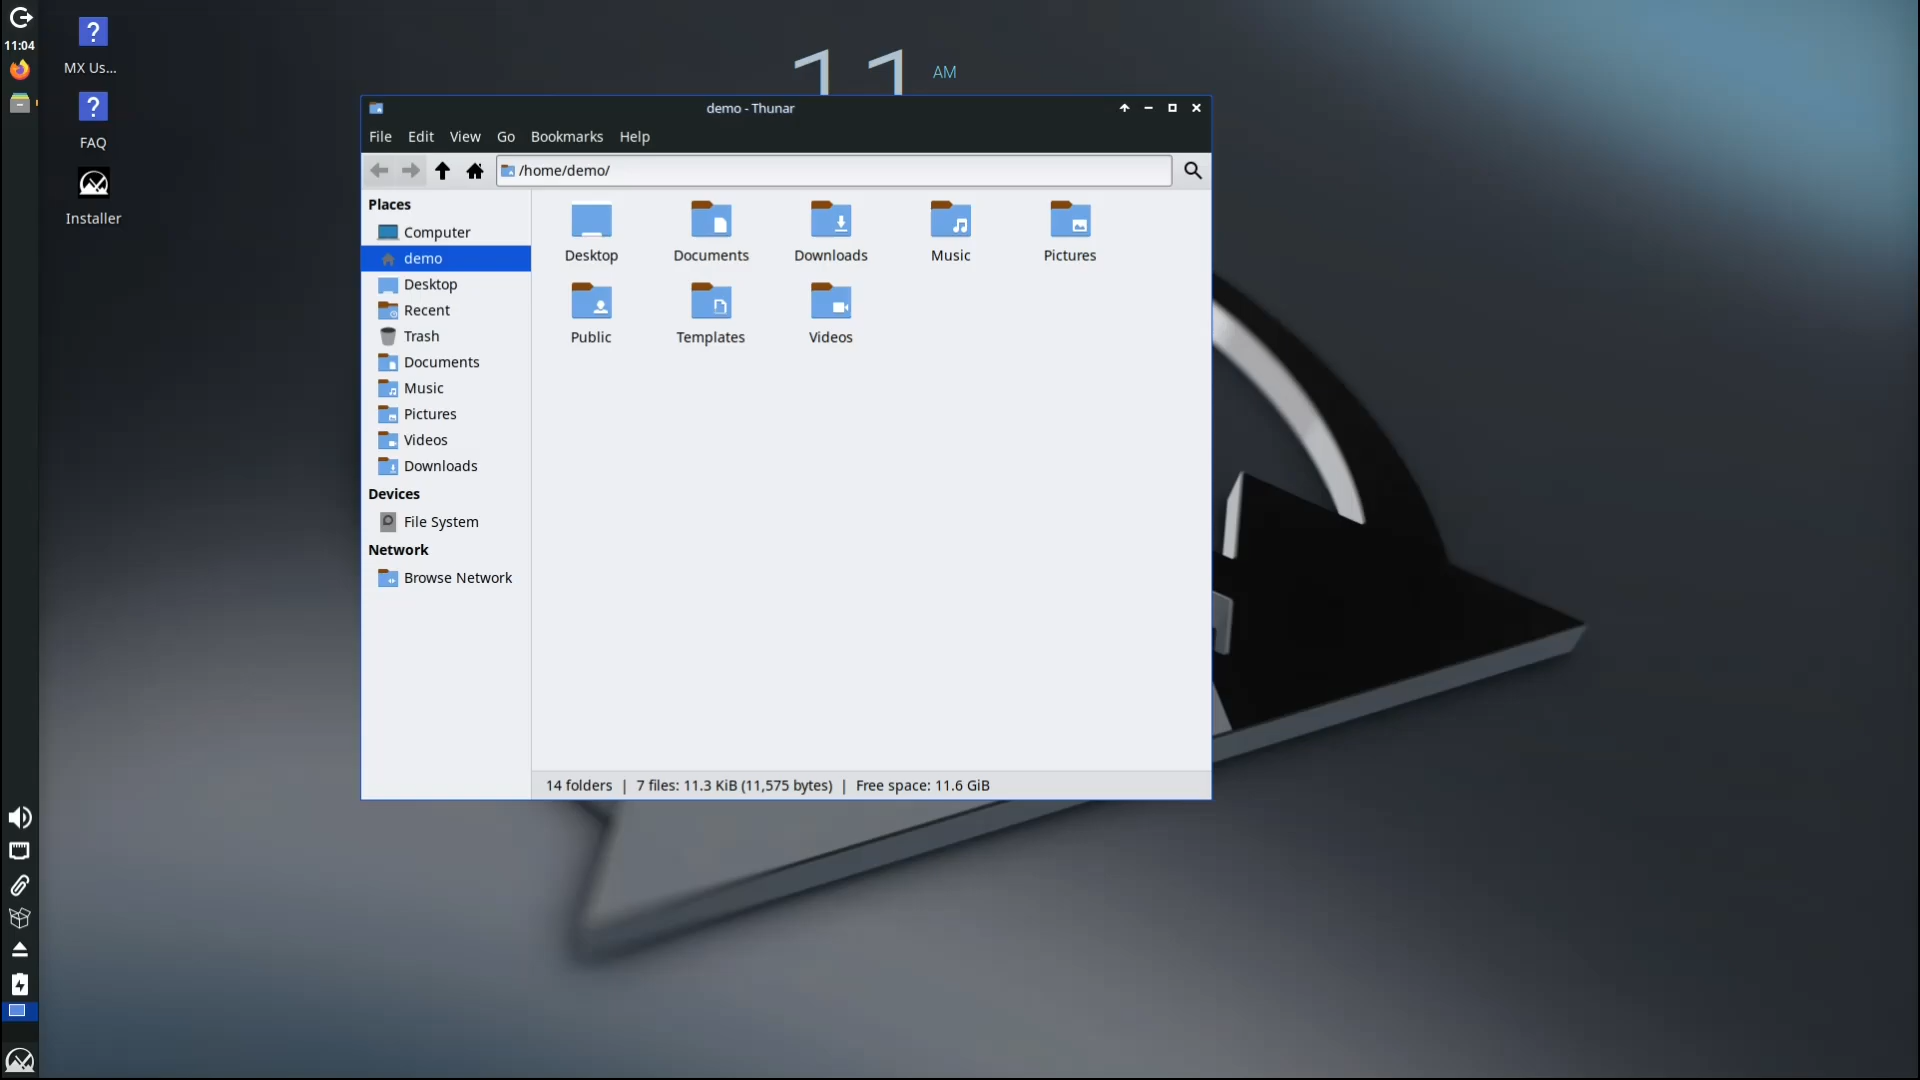 11:04
MX Us...
FAQ
Installer
11 AM
demo - Thunar
File Edit View Go Bookmarks Help
/home/demo/
Places
Computer
demo
Desktop
Recent
Trash
Documents
Music
Pictures
Videos
Downloads
Devices
File System
Network
Browse Network
Desktop Documents Downloads Music Pictures
Public Templates Videos
14 folders | 7 files: 11.3 KiB (11,575 bytes) | Free space: 11.6 GiB